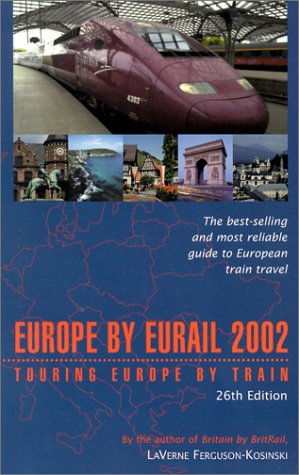 4303
The best-selling
and most reliable
guide to European
train travel
EUROPE BY EURAIL 2002
TOURING EUROPE BY TRAIN
26th Edition
By the author of Britain by BritRail,
LAVERNE FERGUSON-KOSINSKI